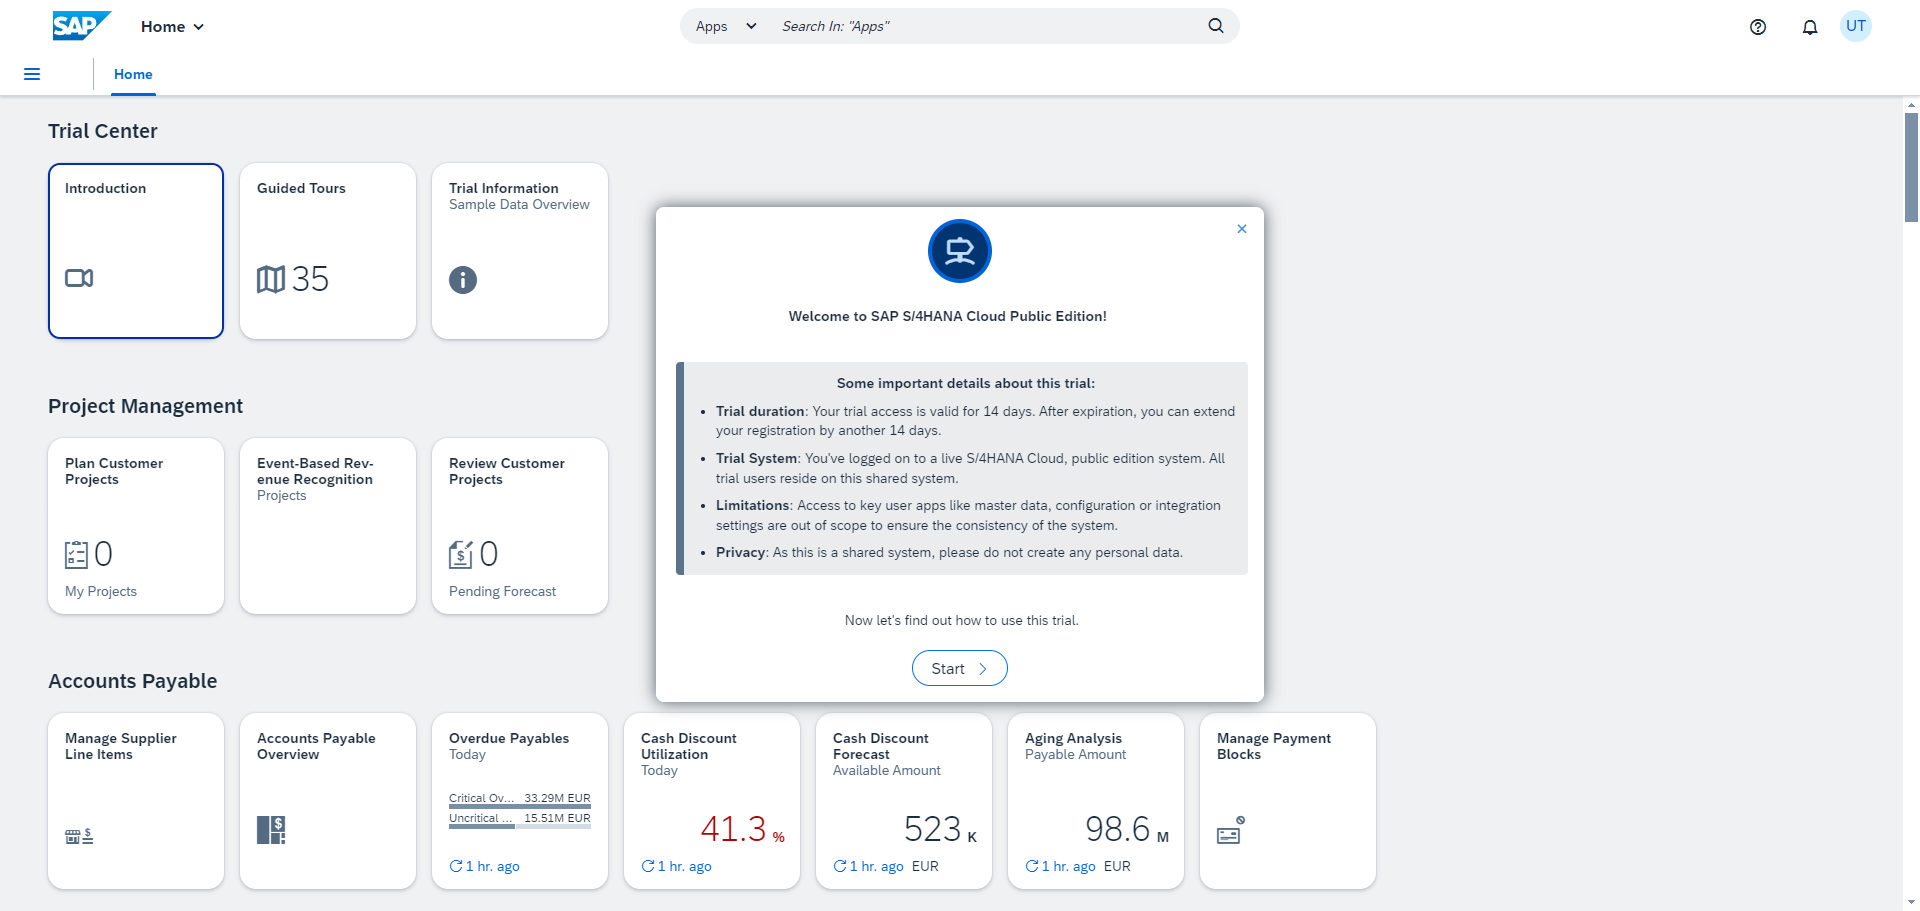 SAP
Home
Apps
Search In: "Apps"
UT
Home
Trial Center
Introduction
Guided Tours
35
Trial Information
Sample Data Overview
Welcome to SAP S/4HANA Cloud Public Edition!
Some important details about this trial:
• Trial duration: Your trial access is valid for 14 days. After expiration, you can extend
your registration by another 14 days.
• Trial System: You've logged on to a live S/4HANA Cloud, public edition system. All
trial users reside on this shared system.
• Limitations: Access to key user apps like master data, configuration or integration
settings are out of scope to ensure the consistency of the system.
• Privacy: As this is a shared system, please do not create any personal data.
Now let's find out how to use this trial.
Start
Project Management
Plan Customer
Projects
0
My Projects
Event-Based Rev-
enue Recognition
Projects
Review Customer
Projects
0
Pending Forecast
Accounts Payable
Manage Supplier
Line Items
Accounts Payable
Overview
Overdue Payables
Today
Critical Ov... 33.29M EUR
Uncritical ... 15.51M EUR
1 hr. ago
Cash Discount
Utilization
Today
41.3 %
1 hr. ago
Cash Discount
Forecast
Available Amount
523 K
1 hr. ago EUR
Aging Analysis
Payable Amount
98.6 M
1 hr. ago EUR
Manage Payment
Blocks